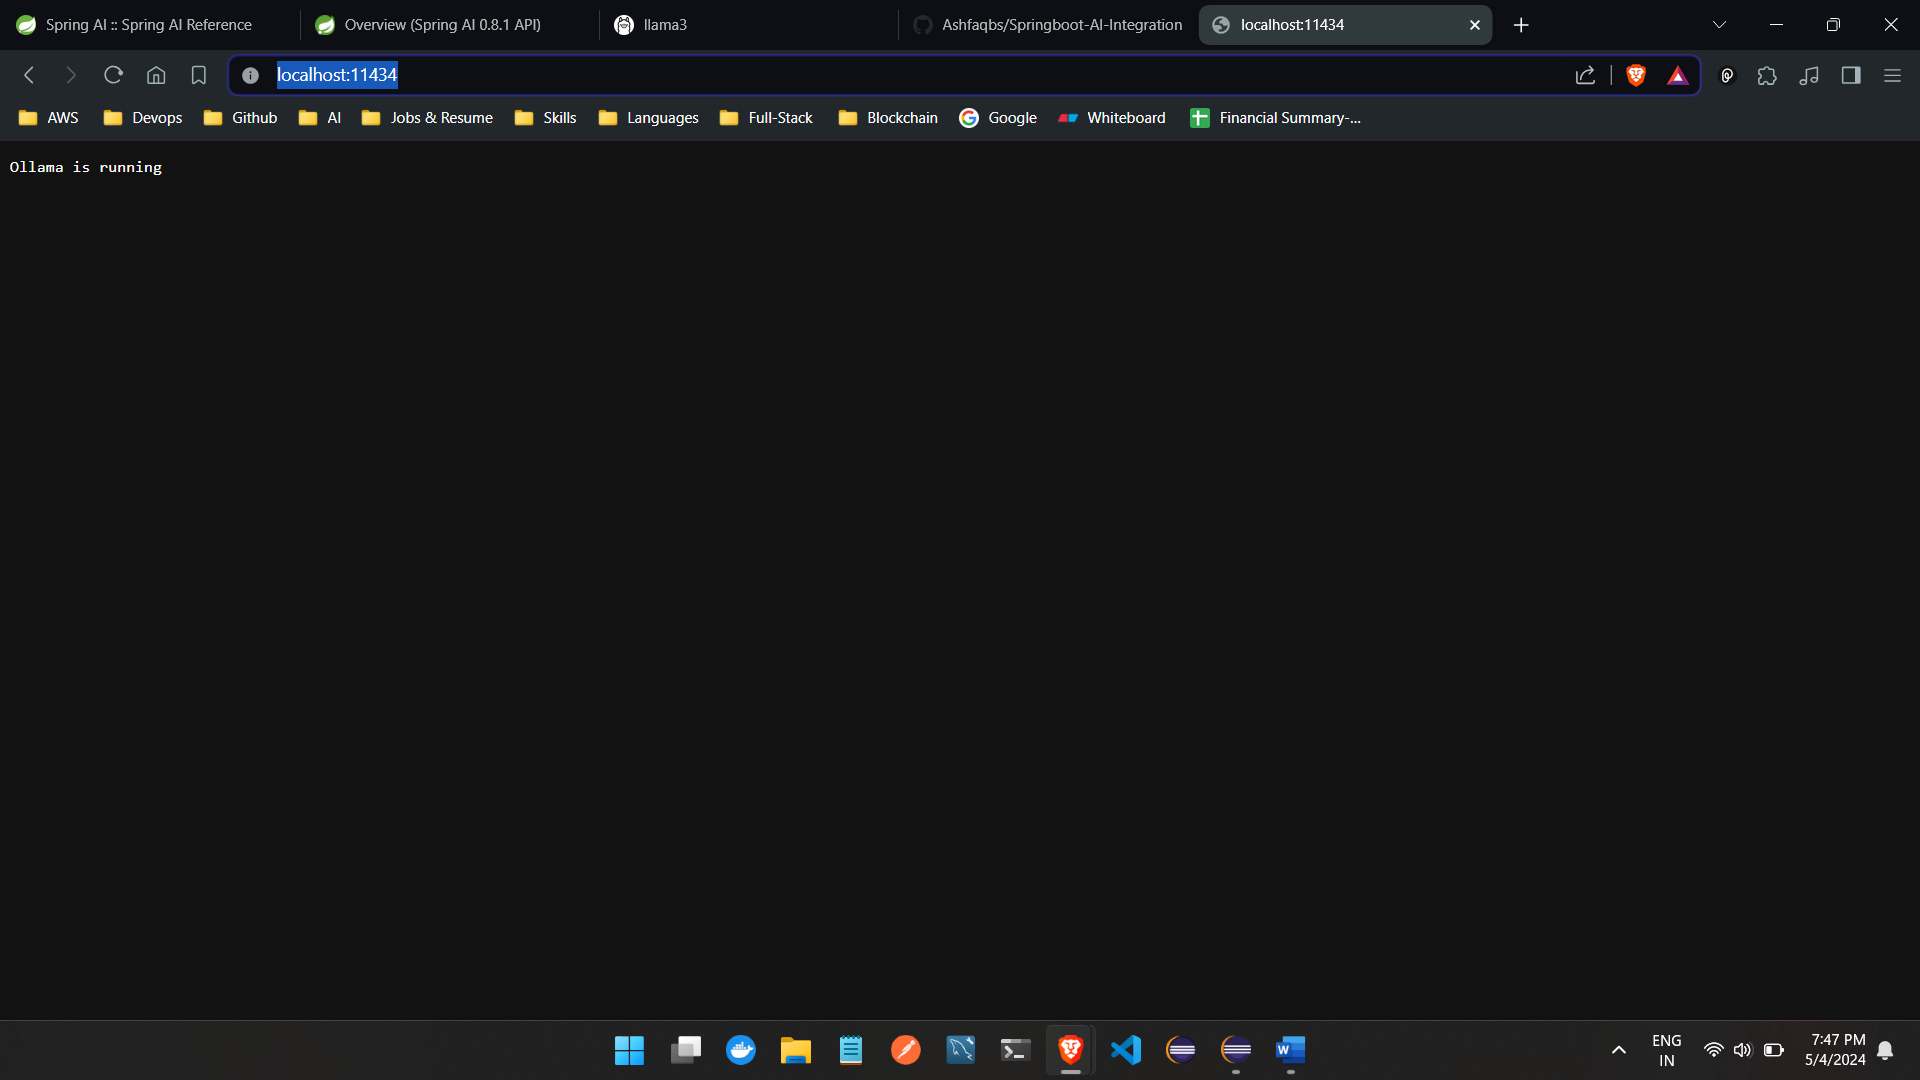 Spring AI :: Spring AI Reference
Overview (Spring AI 0.8.1 API)
llama3
Ashfaqbs/Springboot-AI-Integration
localhost:11434
localhost:11434
AWS
Devops
Github
AI
Jobs & Resume
Skills
Languages
Full-Stack
Blockchain
Google
Whiteboard
Financial Summary-...
Ollama is running
ENG
IN
7:47 PM
5/4/2024